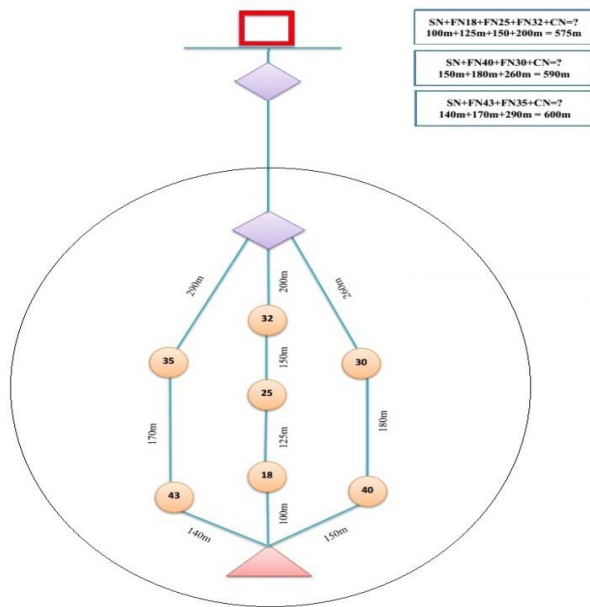 SN+FN18+FN25+FN32+CN=?
100m+125m+150+200m = 575m
SN+FN40+FN30+CN=?
150m+180m+260m = 590m
SN+FN43+FN35+CN=?
140m+170m+290m = 600m
290m
200m
260m
32
35
150m
30
25
170m
125m
180m
18
43
40
100m
140m
150m